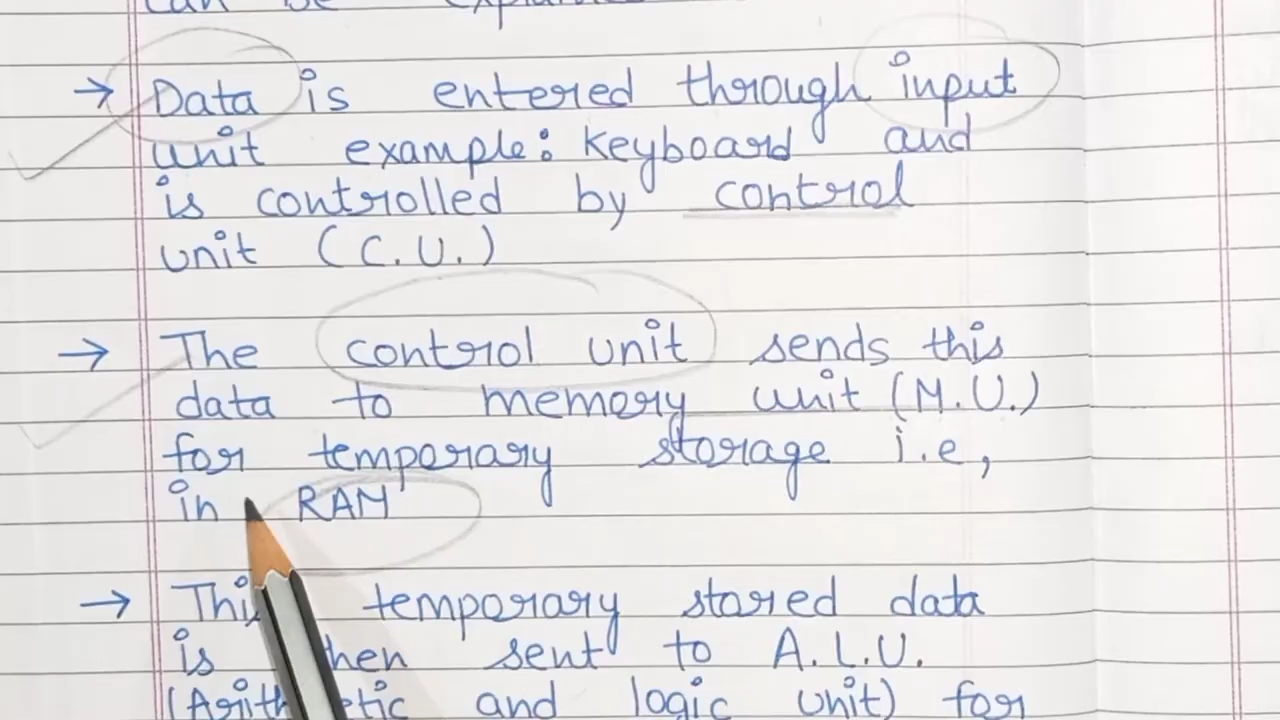 can be
→ Data is entered through input
unit example: Keyboard and
is controlled by control
unit (C.U.)
→ The control unit sends this
data to memory unit (M.U.)
for temporary storage i.e,
in RAM
→ temporary stored data
is then sent to A.L.U.
(Arithmetic and logic unit) for